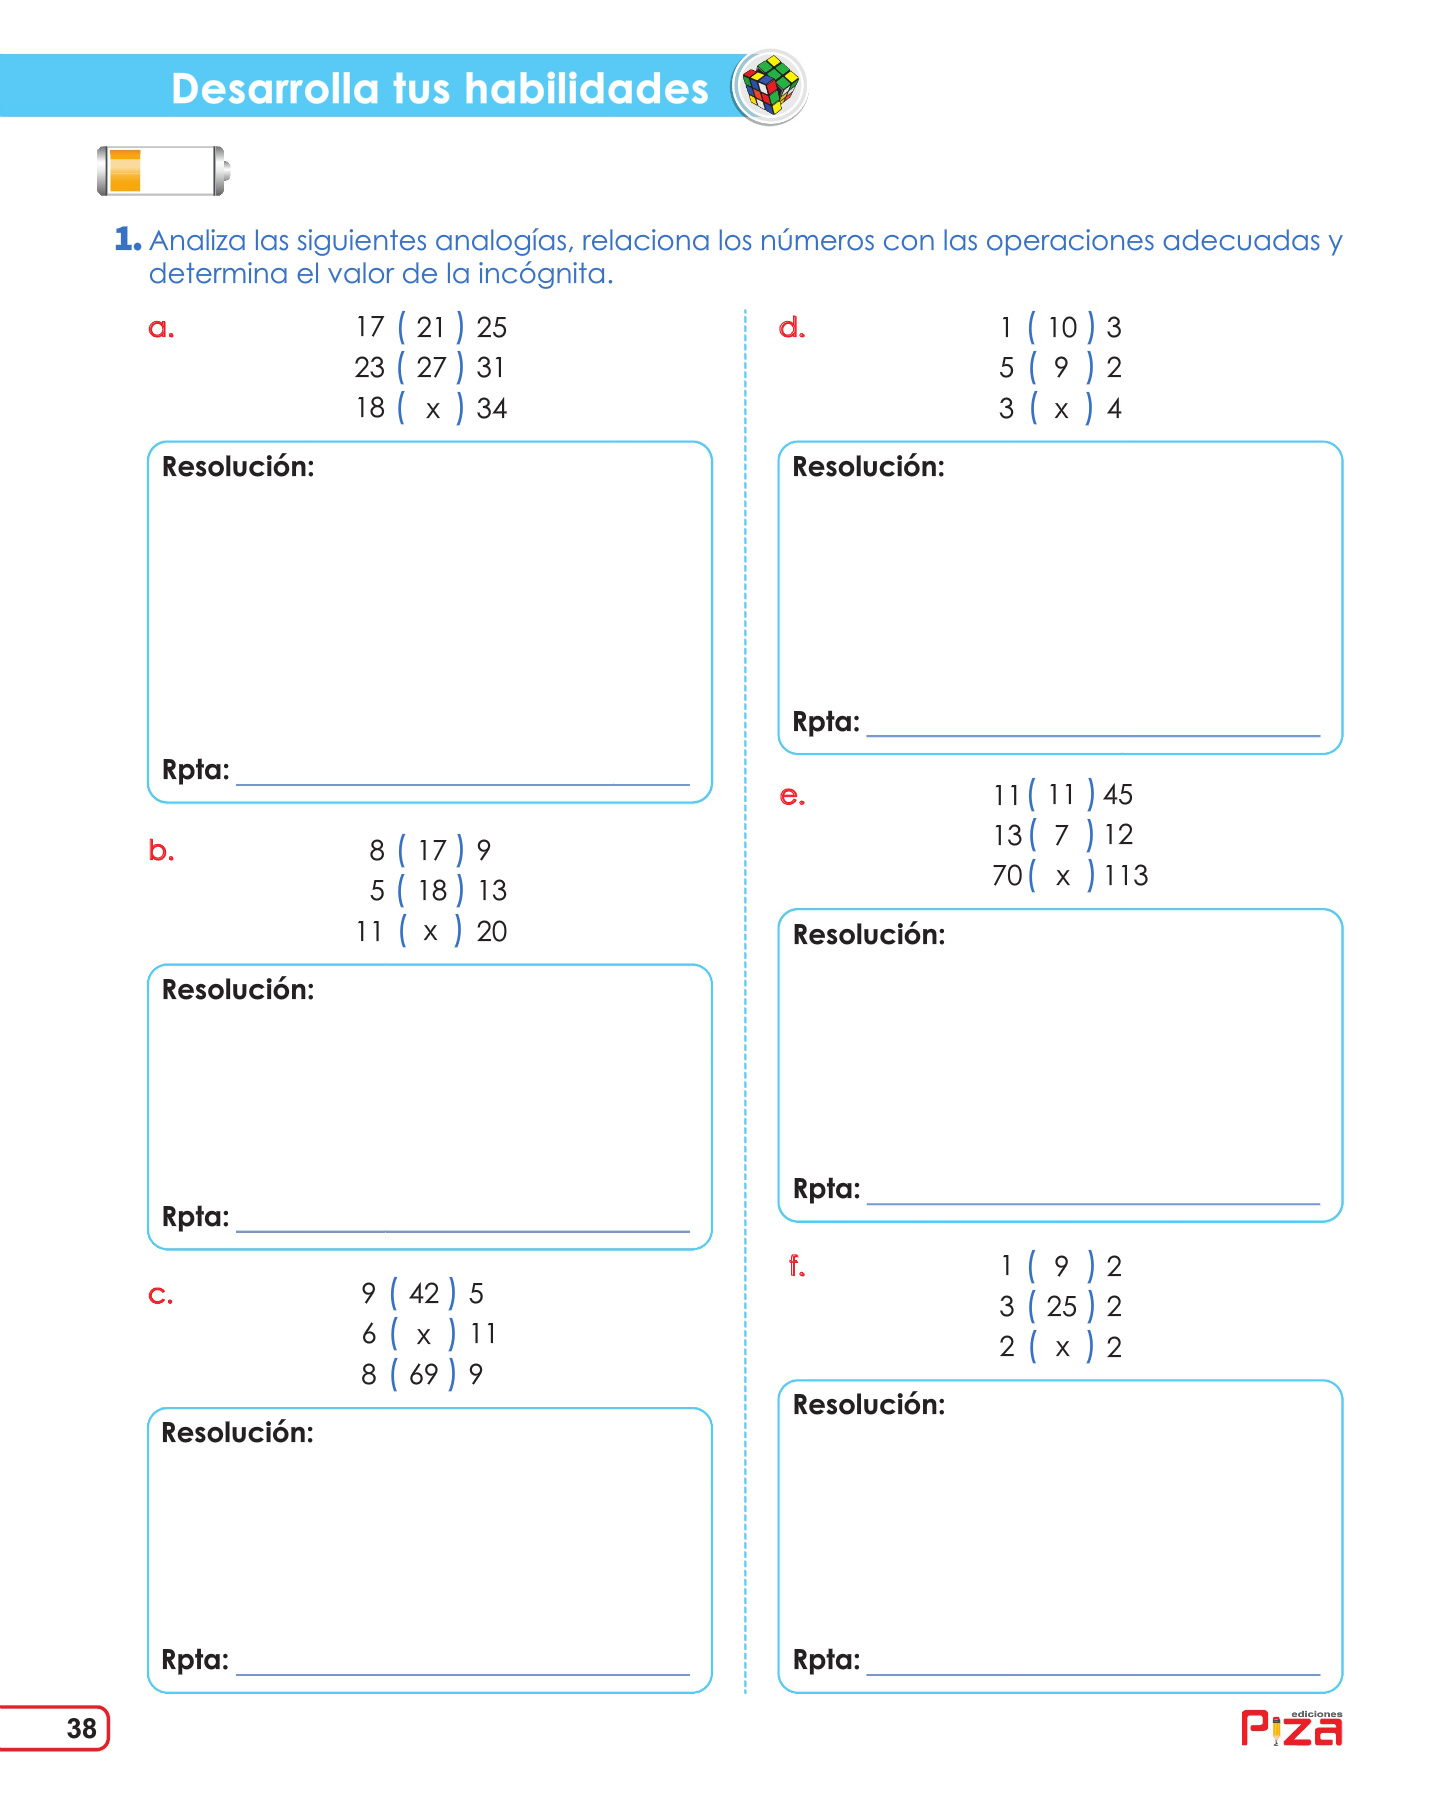 Desarrolla tus habilidades
1. Analiza las siguientes analogías, relaciona los números con las operaciones adecuadas y
determina el valor de la incógnita.
a.
17 ( 21 ) 25
23 ( 27 ) 31
18 ( x ) 34
Resolución:
Rpta:
b.
8 ( 17 ) 9
5 ( 18 ) 13
11 ( x ) 20
Resolución:
Rpta:
c.
9 ( 42 ) 5
6 ( x ) 11
8 ( 69 ) 9
Resolución:
Rpta:
d.
1 ( 10 ) 3
5 ( 9 ) 2
3 ( x ) 4
Resolución:
Rpta:
e.
11 ( 11 ) 45
13 ( 7 ) 12
70 ( x ) 113
Resolución:
Rpta:
f.
1 ( 9 ) 2
3 ( 25 ) 2
2 ( x ) 2
Resolución:
Rpta:
38
ediciones
Piza